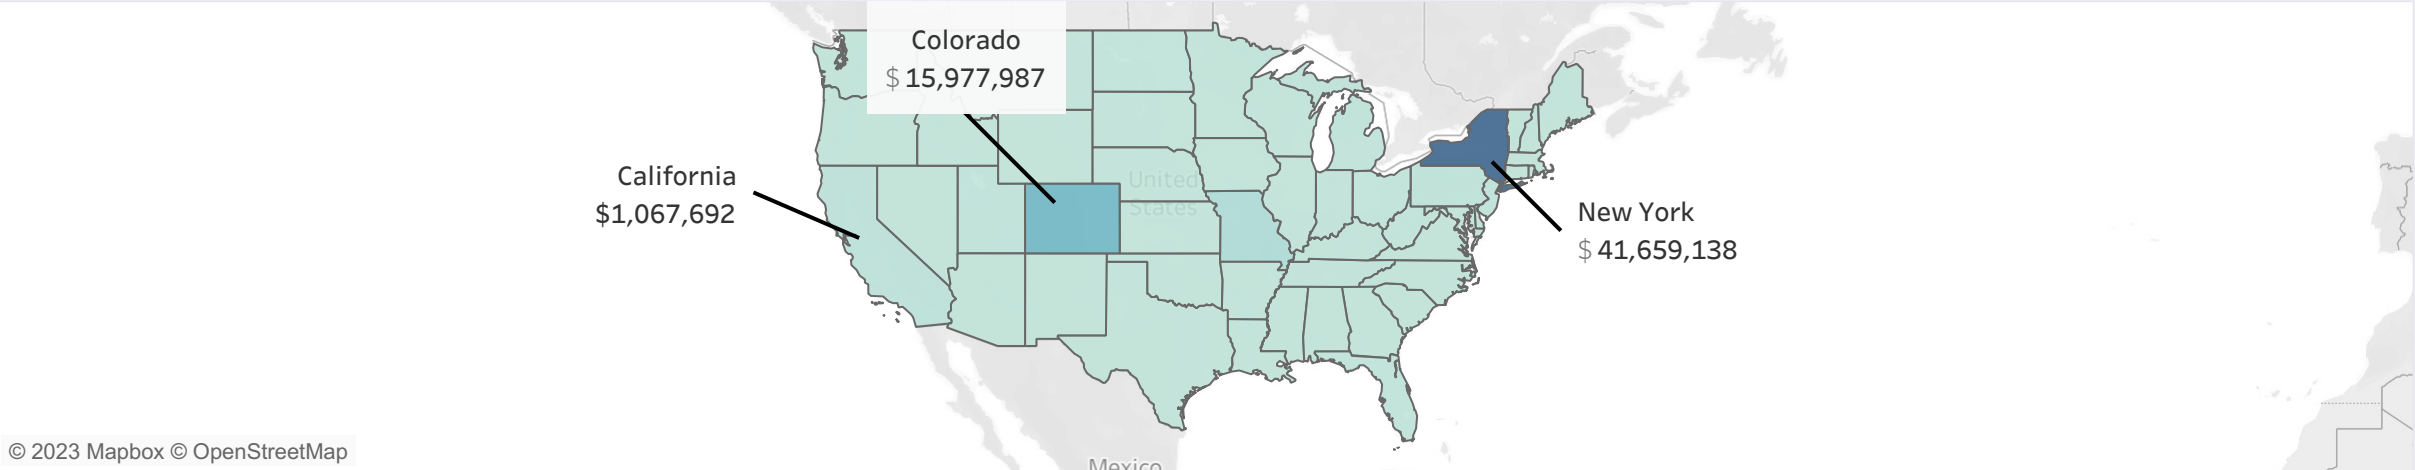 Colorado
$ 15,977,987
California
$1,067,692
United
States
New York
$ 41,659,138
© 2023 Mapbox © OpenStreetMap
Mexico